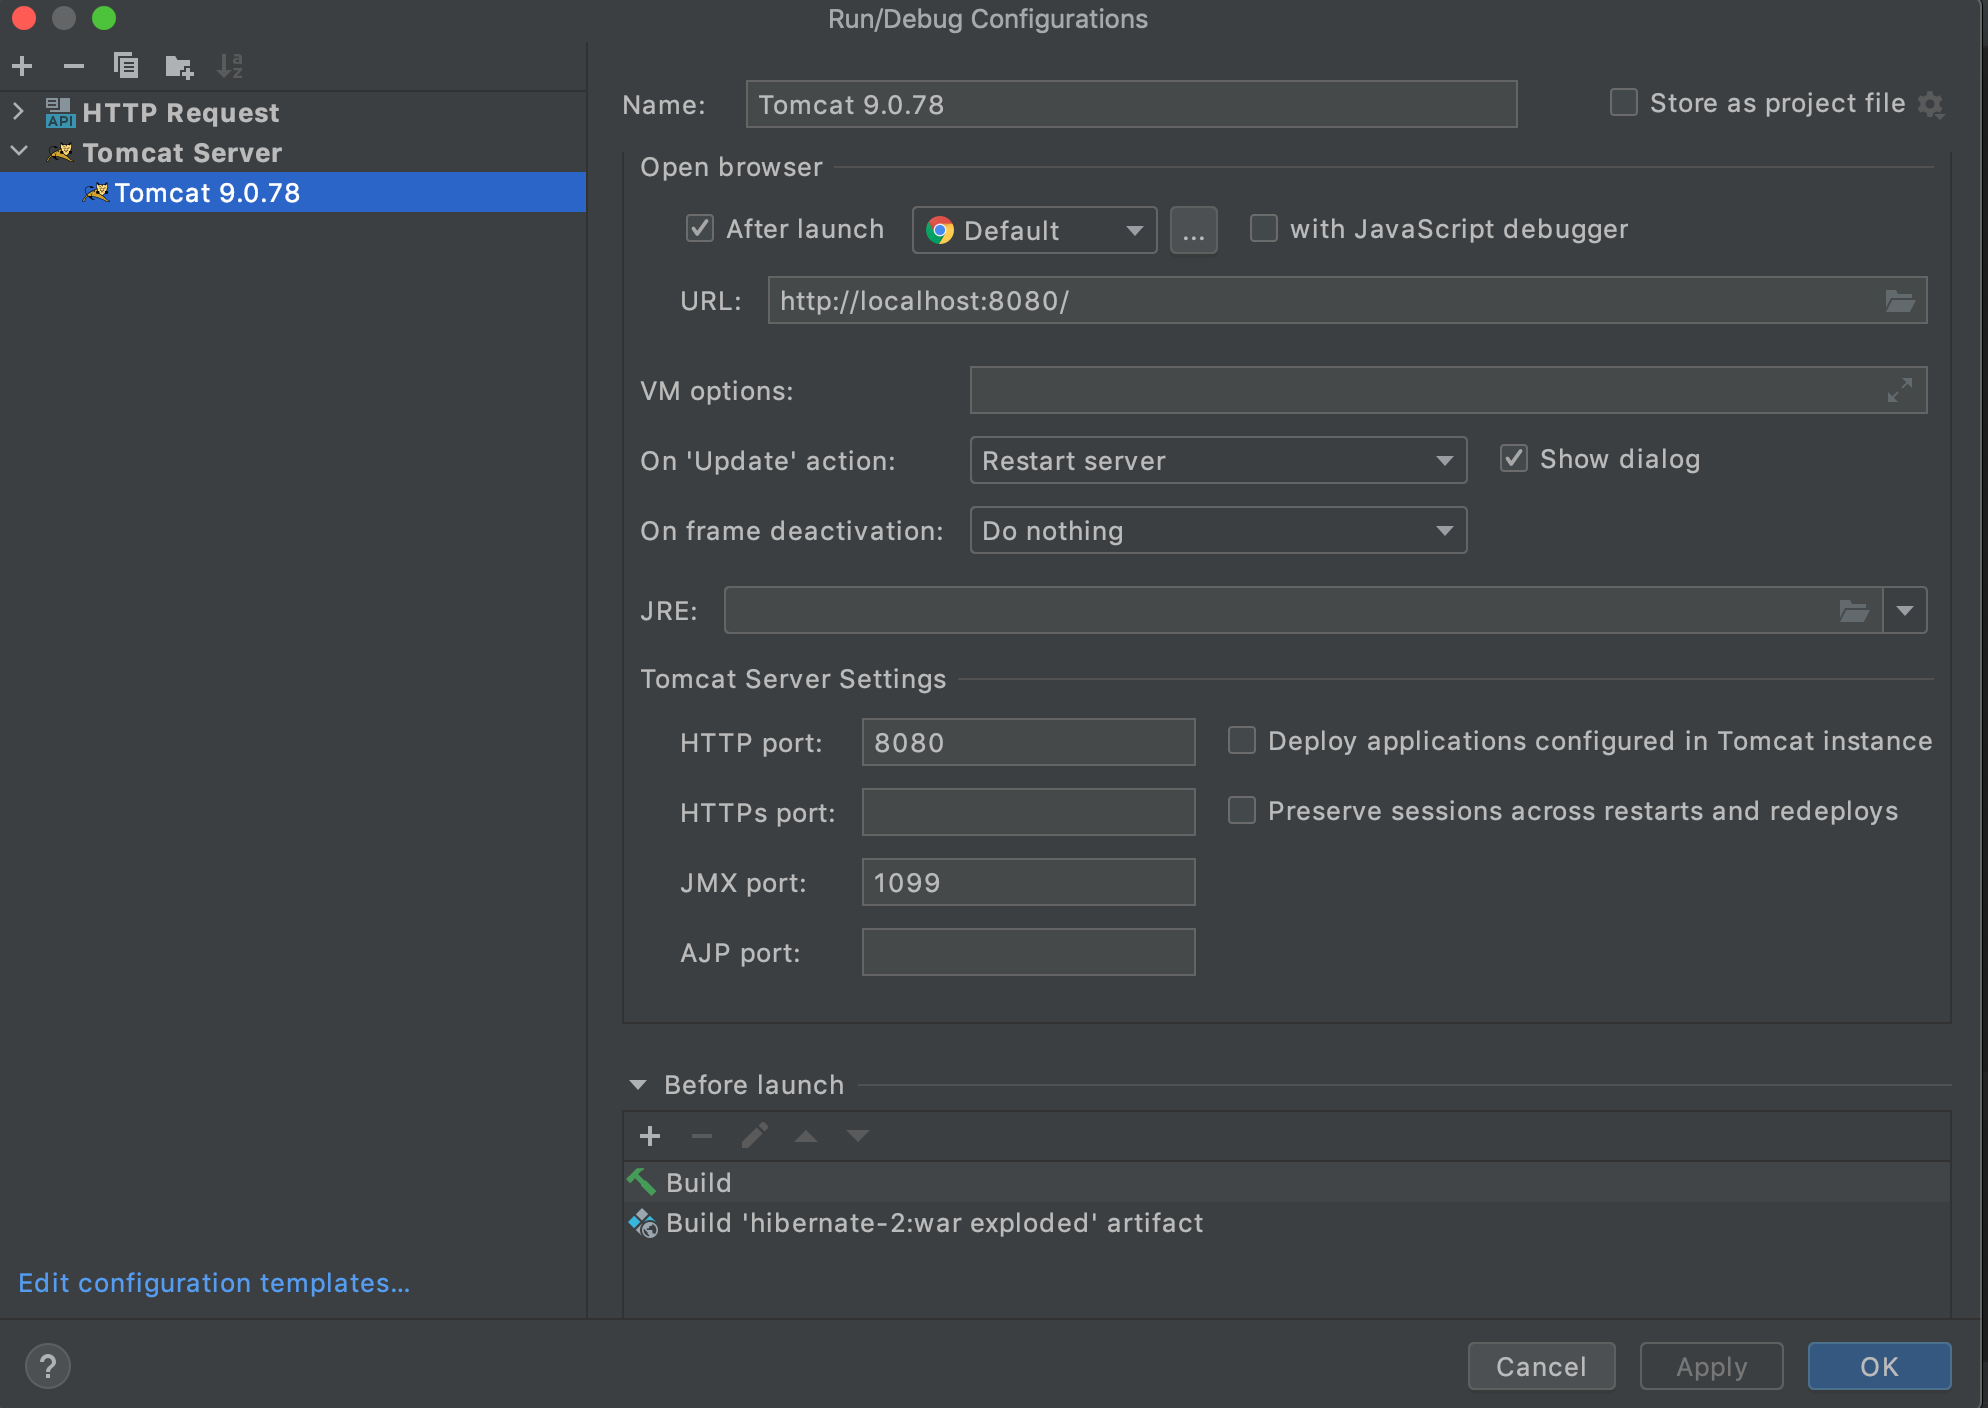 Run/Debug Configurations
HTTP Request
API
Tomcat Server
Tomcat 9.0.78
Edit configuration templates...
Name: Tomcat 9.0.78 Store as project file
Open browser
After launch Default ... with JavaScript debugger
URL: http://localhost:8080/
VM options:
On 'Update' action: Restart server Show dialog
On frame deactivation: Do nothing
JRE:
Tomcat Server Settings
HTTP port: 8080 Deploy applications configured in Tomcat instance
HTTPs port: Preserve sessions across restarts and redeploys
JMX port: 1099
AJP port:
Before launch
Build
Build 'hibernate-2:war exploded' artifact
? Cancel Apply OK